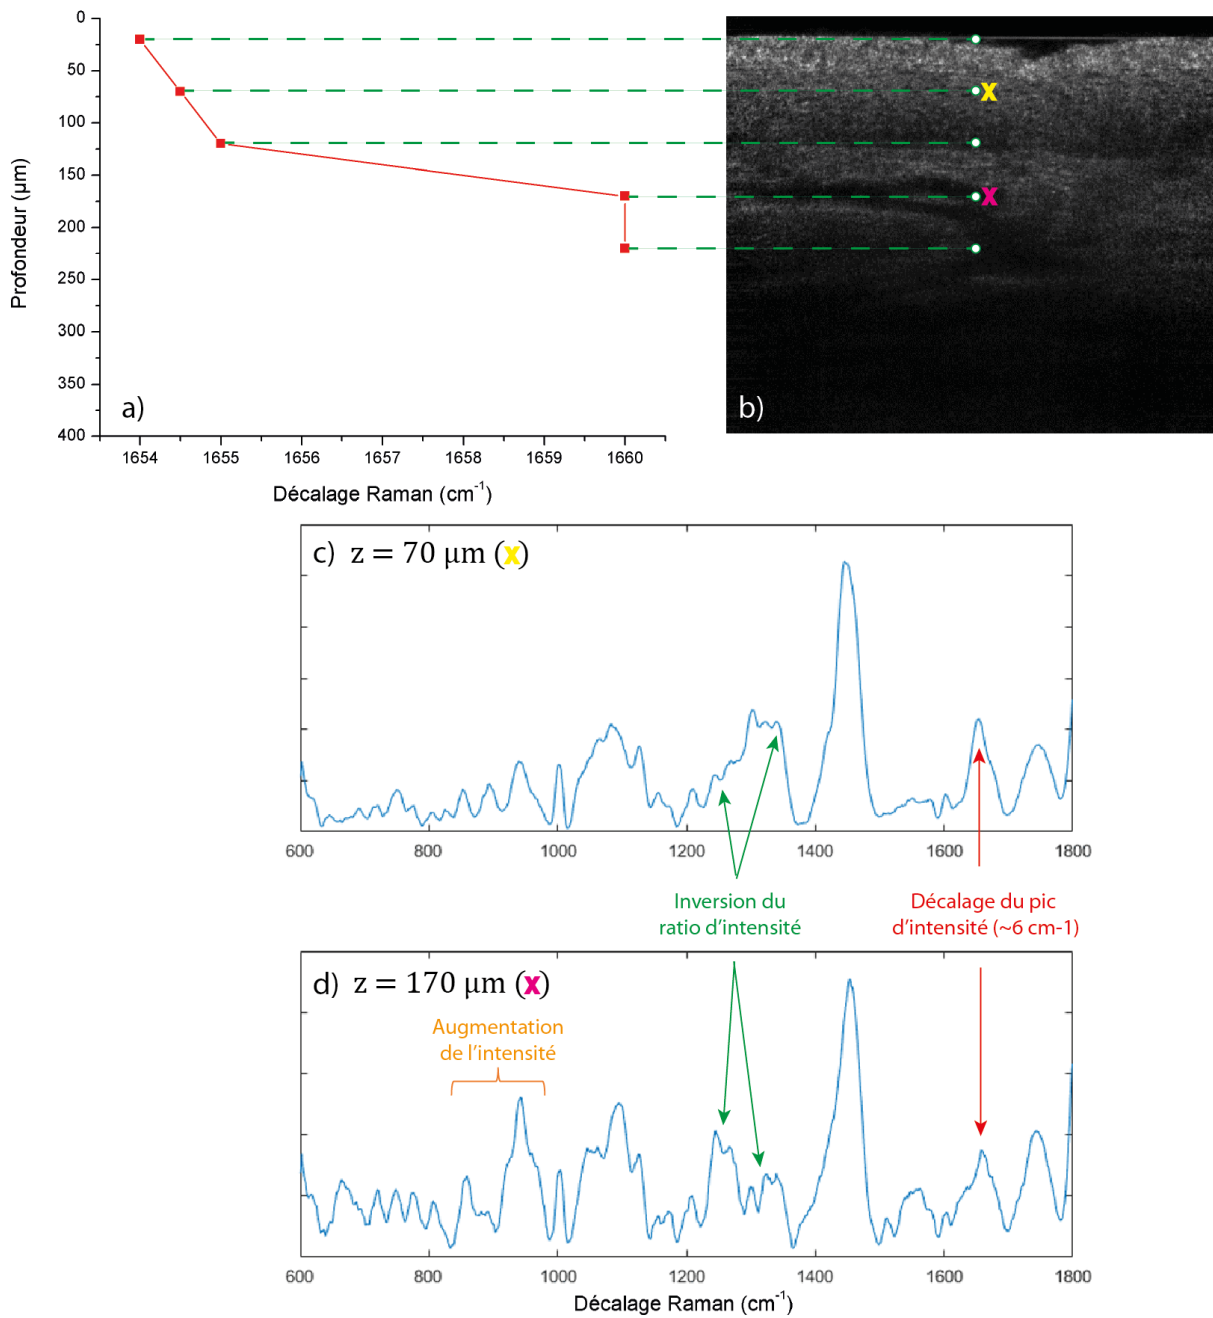 0
50
100
150
200
250
300
350
400
Profondeur (µm)
a)
1654 1655 1656 1657 1658 1659 1660
Décalage Raman (cm-1)
X
X
b)
c) z = 70 µm (X)
600 800 1000 1200 1400 1600 1800
Inversion du
ratio d'intensité
Décalage du pic
d'intensité (~6 cm-1)
d) z = 170 µm (X)
Augmentation
de l'intensité
600 800 1000 1200 1400 1600 1800
Décalage Raman (cm-1)